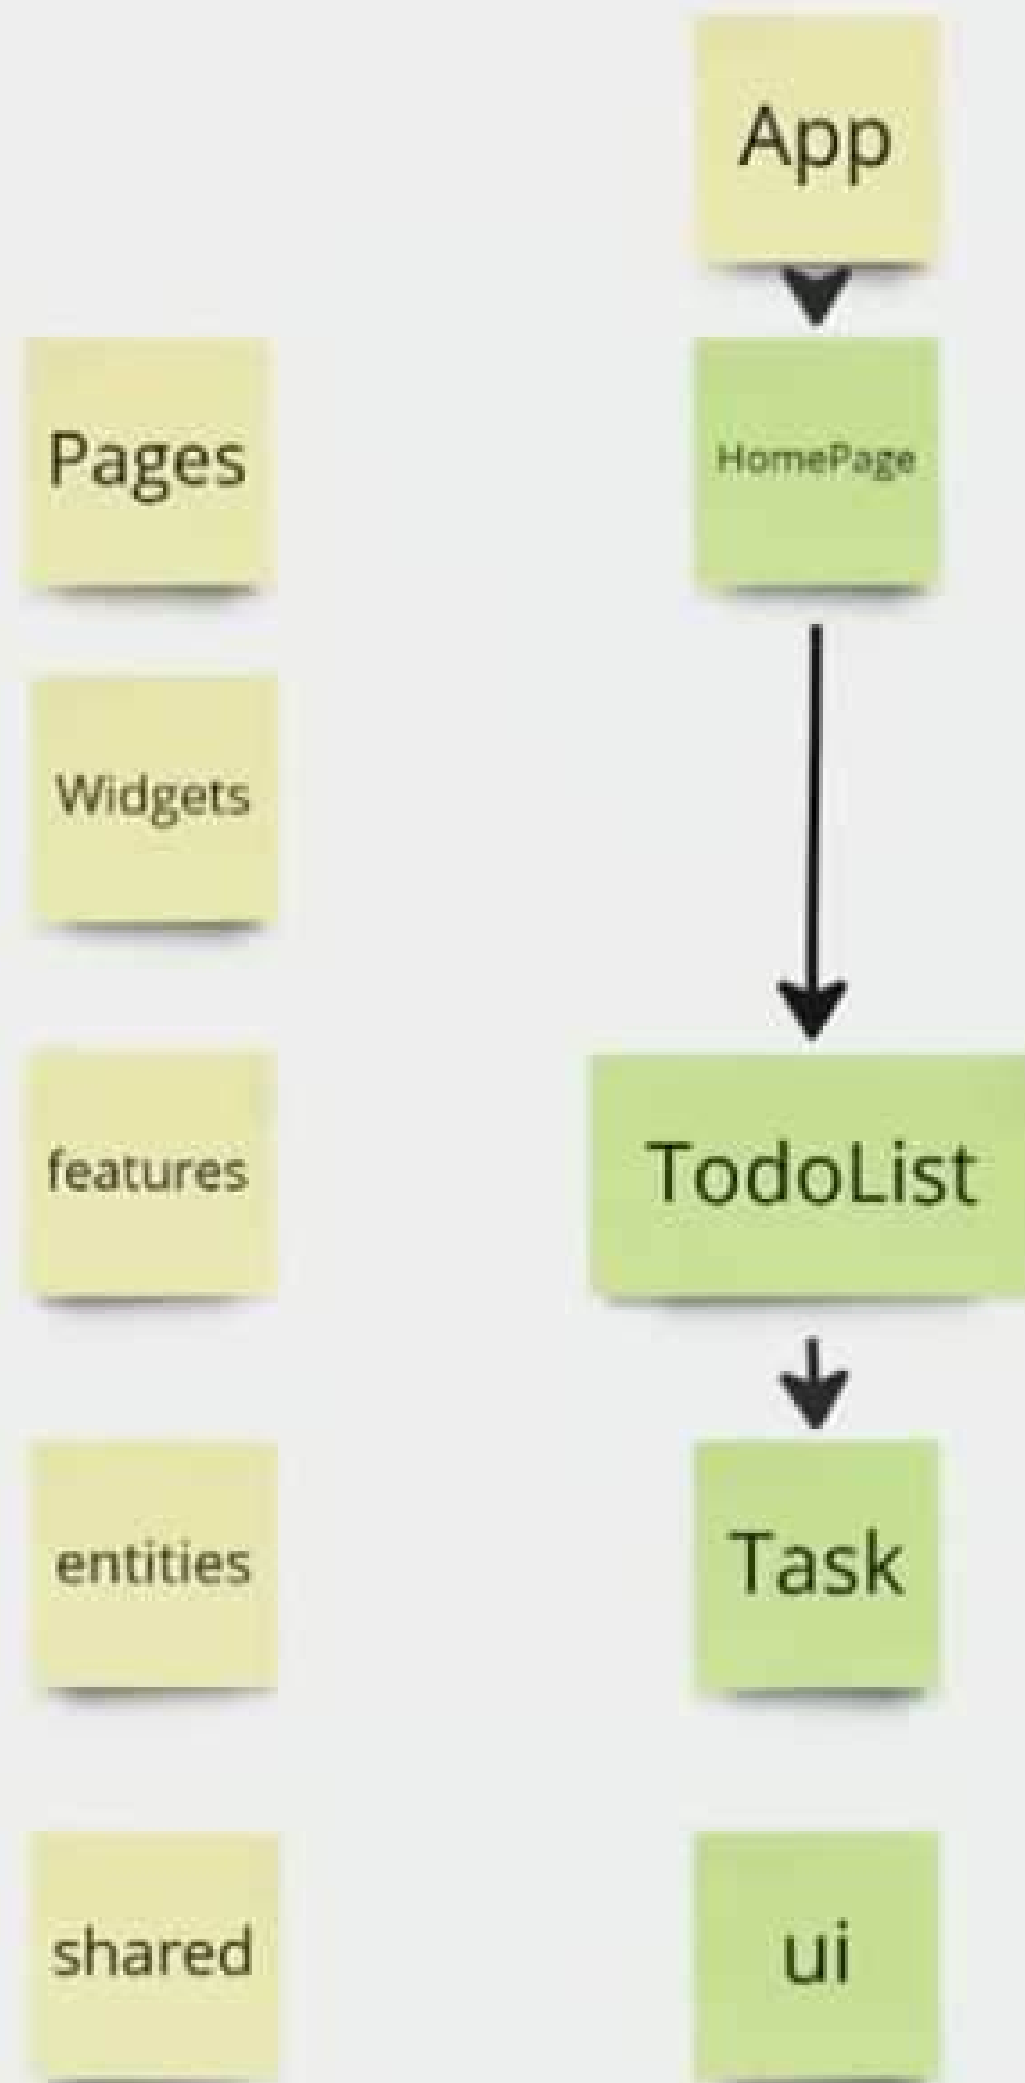 App
Pages
HomePage
Widgets
features
TodoList
entities
Task
shared
ui